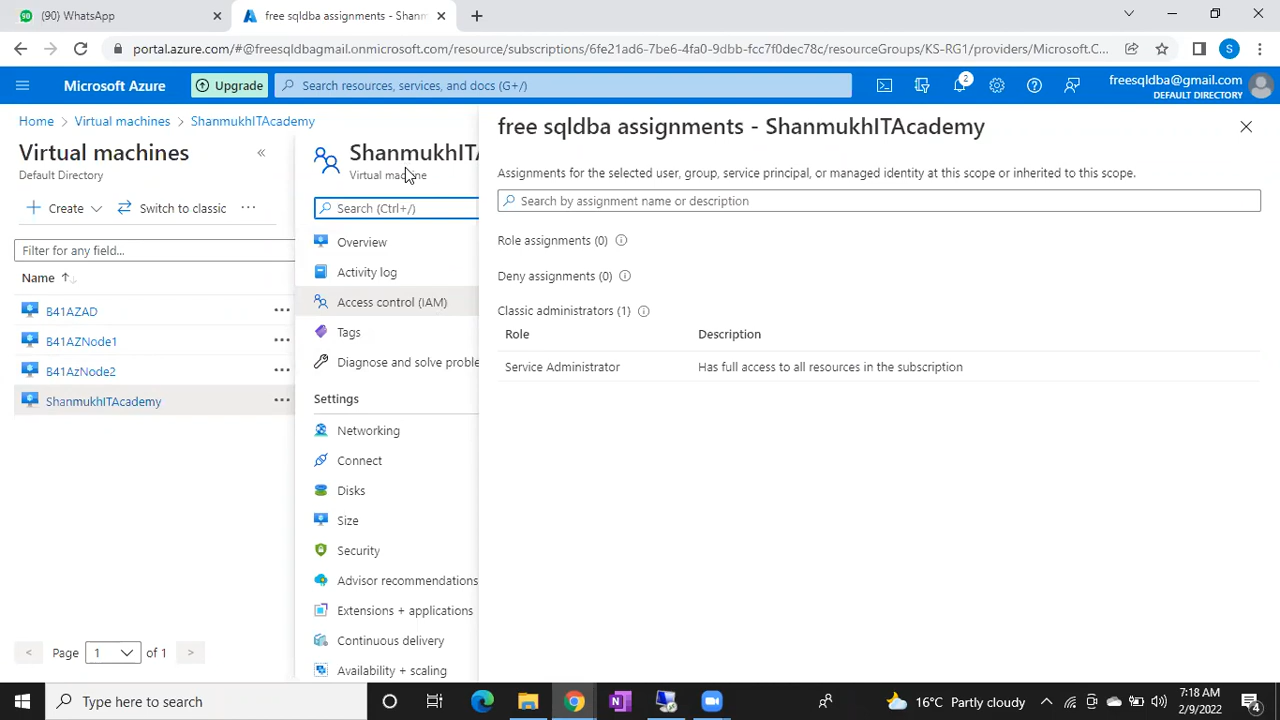 (90) WhatsApp
free sqldba assignments - Shanm
portal.azure.com/#@freesqldbagmail.onmicrosoft.com/resource/subscriptions/6fe21ad6-7be6-4fa0-9dbb-fcc7f0dec78c/resourceGroups/KS-RG1/providers/Microsoft.C...
S
Microsoft Azure
Upgrade
Search resources, services, and docs (G+/)
2
freesqldba@gmail.com
DEFAULT DIRECTORY
Home > Virtual machines > ShanmukhITAcademy
Virtual machines
Default Directory
Create
Switch to classic
...
Filter for any field...
Name
B41AZAD
B41AZNode1
B41AzNode2
ShanmukhITAcademy
< Page 1 of 1 >
ShanmukhITA
Virtual machine
Search (Ctrl+/)
Overview
Activity log
Access control (IAM)
Tags
Diagnose and solve proble
Settings
Networking
Connect
Disks
Size
Security
Advisor recommendations
Extensions + applications
Continuous delivery
Availability + scaling
free sqldba assignments - ShanmukhITAcademy
Assignments for the selected user, group, service principal, or managed identity at this scope or inherited to this scope.
Search by assignment name or description
Role assignments (0)
Deny assignments (0)
Classic administrators (1)
Role Description
Service Administrator Has full access to all resources in the subscription
Type here to search
16°C Partly cloudy
7:18 AM
2/9/2022
4